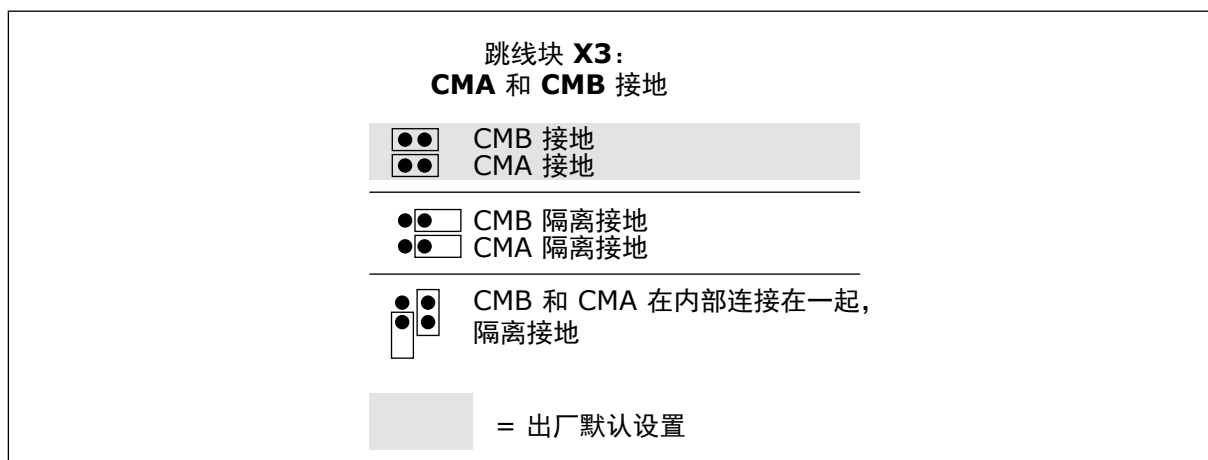 跳线块 X3：
CMA 和 CMB 接地
CMB 接地
CMA 接地
CMB 隔离接地
CMA 隔离接地
CMB 和 CMA 在内部连接在一起，
隔离接地
= 出厂默认设置